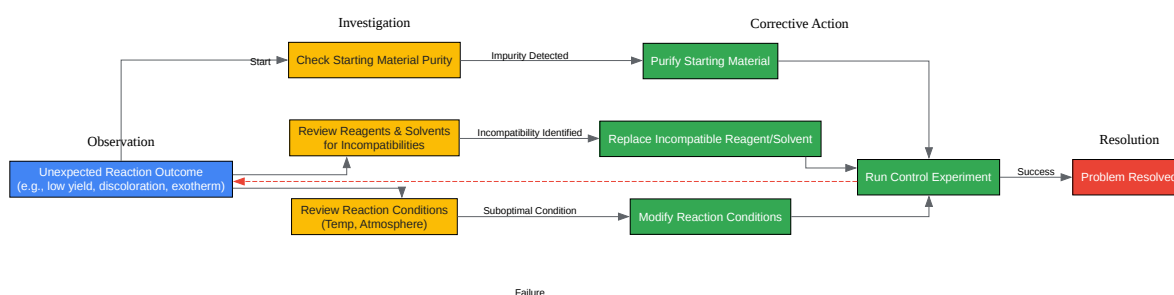 Investigation
Corrective Action
Start
Check Starting Material Purity
Impurity Detected
Purify Starting Material
Observation
Review Reagents & Solvents
for Incompatibilities
Incompatibility Identified
Replace Incompatible Reagent/Solvent
Resolution
Unexpected Reaction Outcome
(e.g., low yield, discoloration, exotherm)
Run Control Experiment
Success
Problem Resolved
Review Reaction Conditions
(Temp, Atmosphere)
Suboptimal Condition
Modify Reaction Conditions
Failure